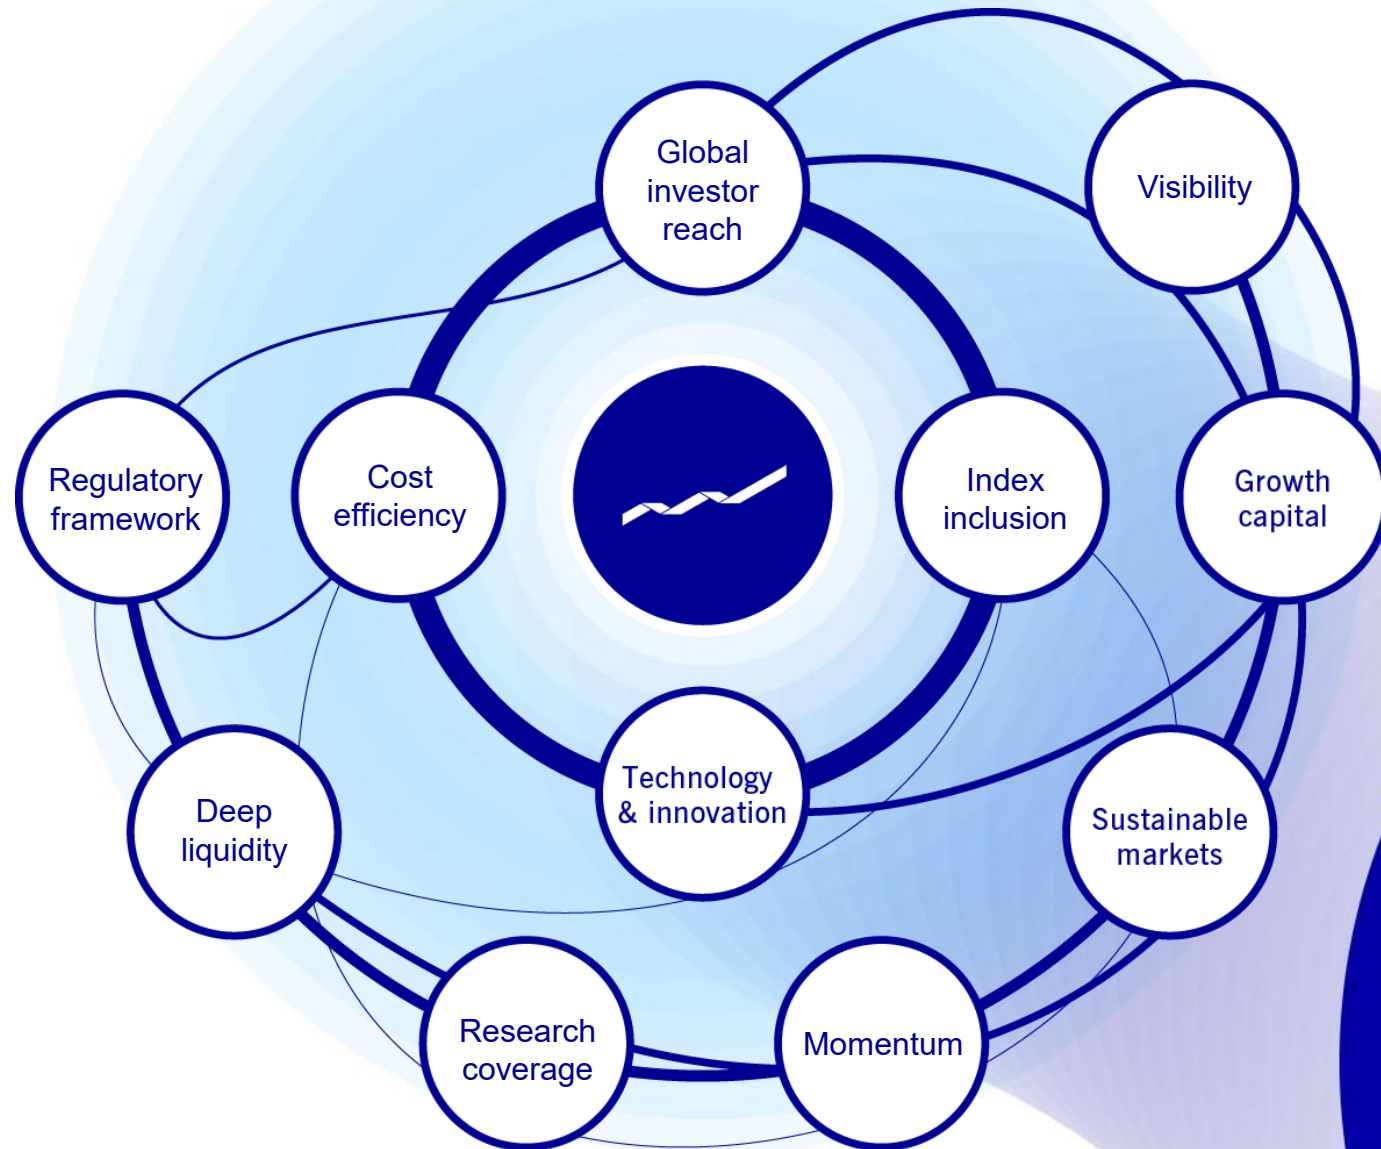 Global
investor
reach
Visibility
Regulatory
framework
Cost
efficiency
Index
inclusion
Growth
capital
Technology
& innovation
Deep
liquidity
Sustainable
markets
Research
coverage
Momentum